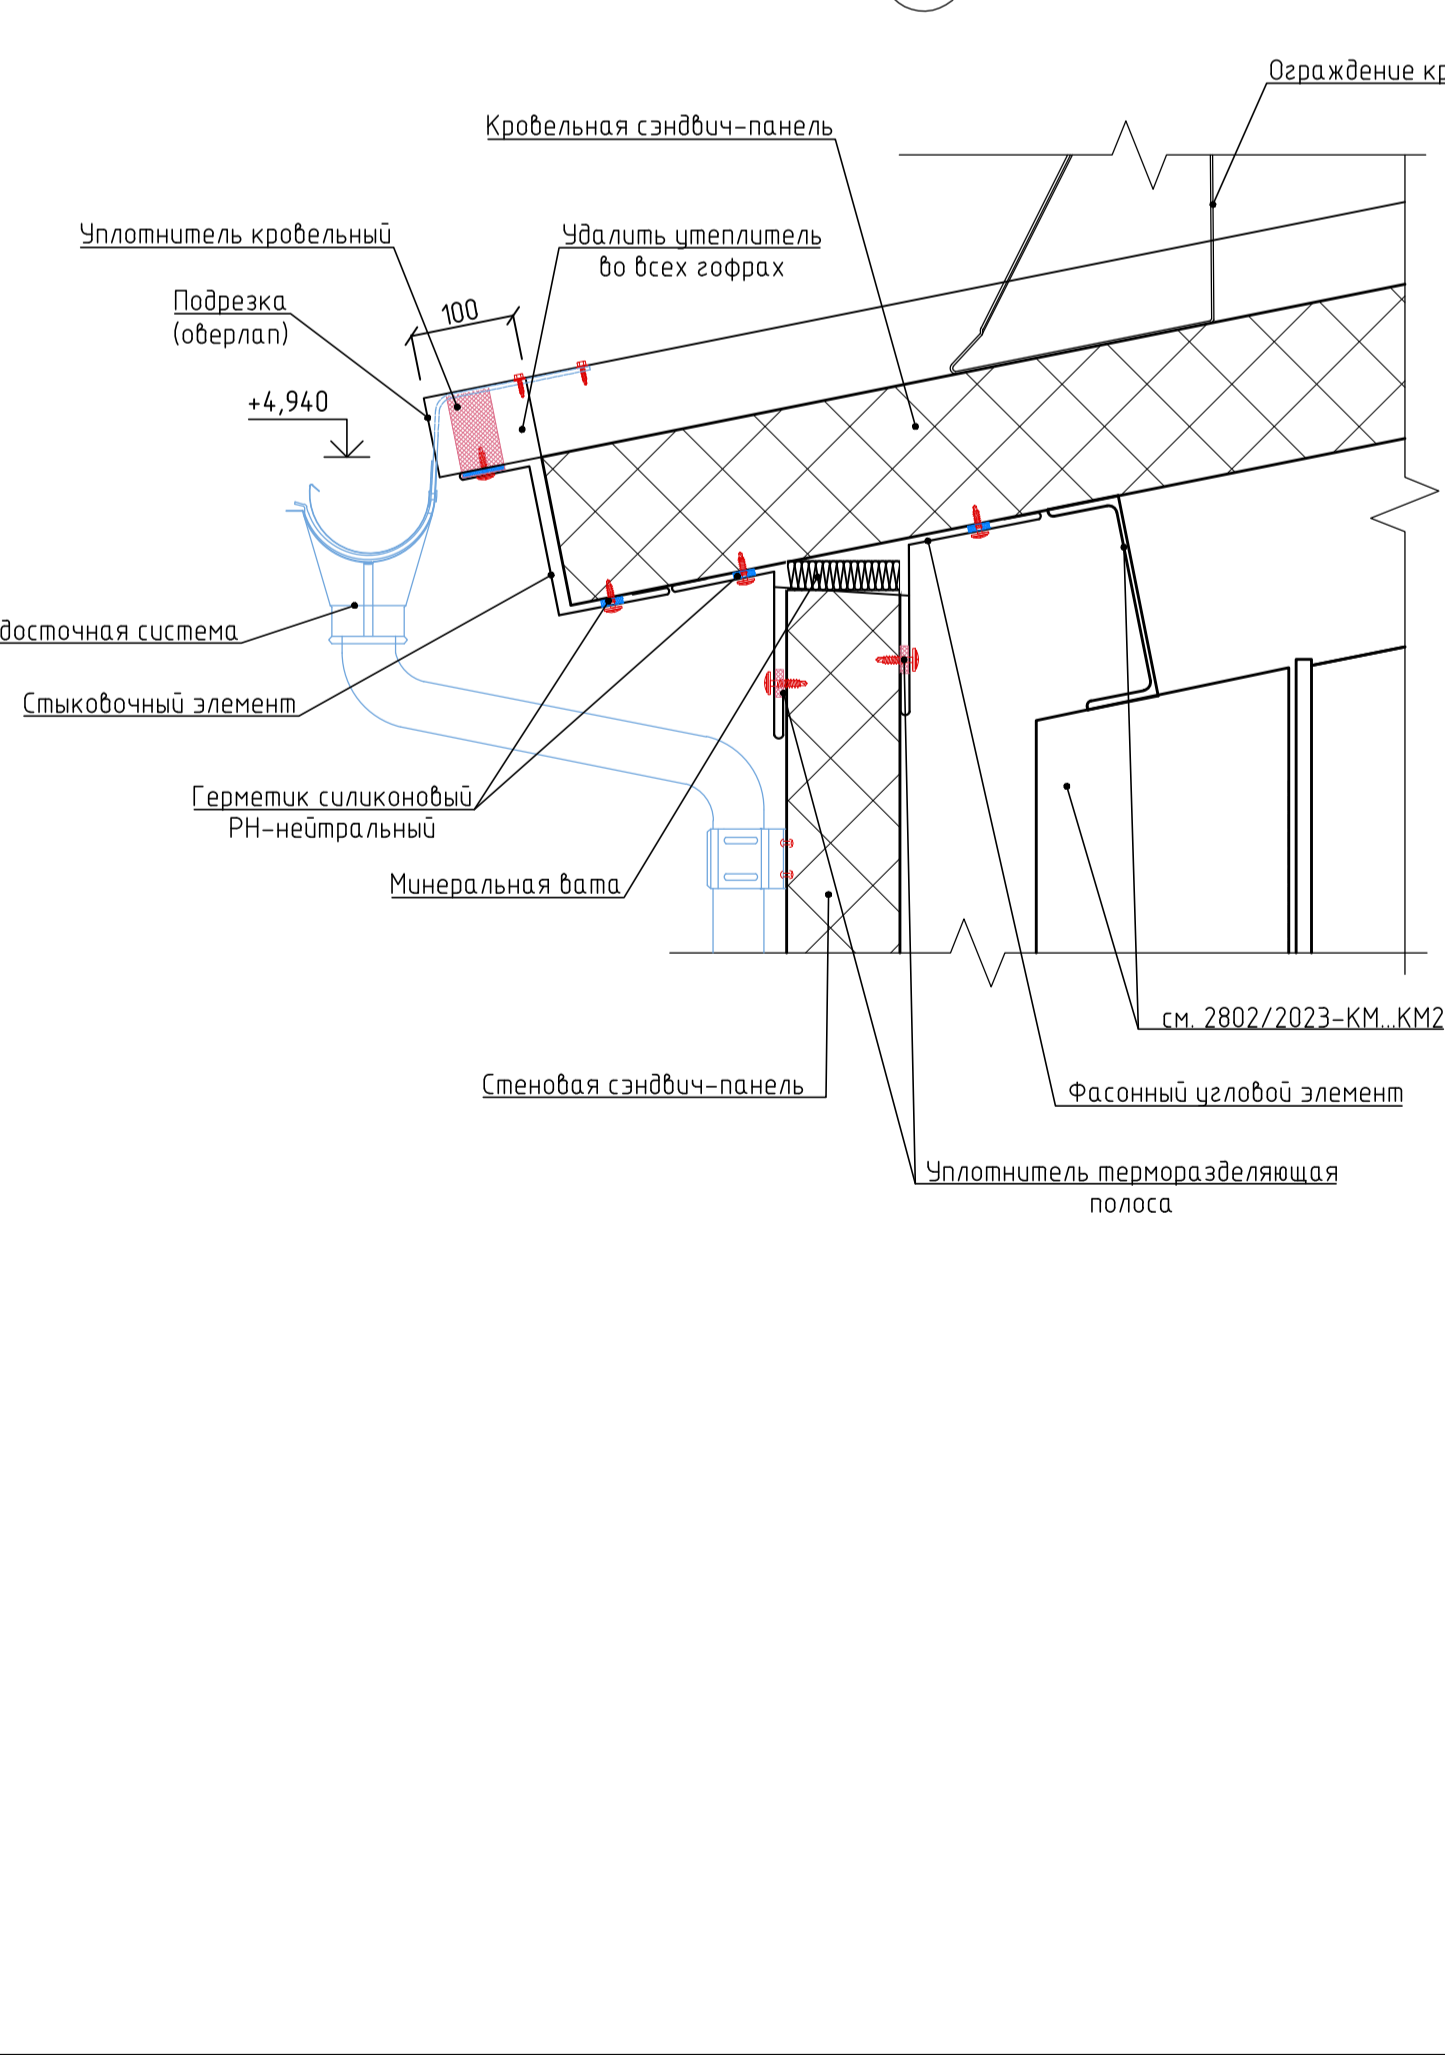 Ограждение кр
Кровельная сэндвич-панель
Уплотнитель кровельный
Удалить утеплитель
во всех гофрах
Подрезка
(оверлап)
100
+4,940
досточная система
Стыковочный элемент
Герметик силиконовый
РН-нейтральный
Минеральная вата
см. 2802/2023-КМ...КМ2
Стеновая сэндвич-панель
Фасонный угловой элемент
Уплотнитель терморазделяющая
полоса